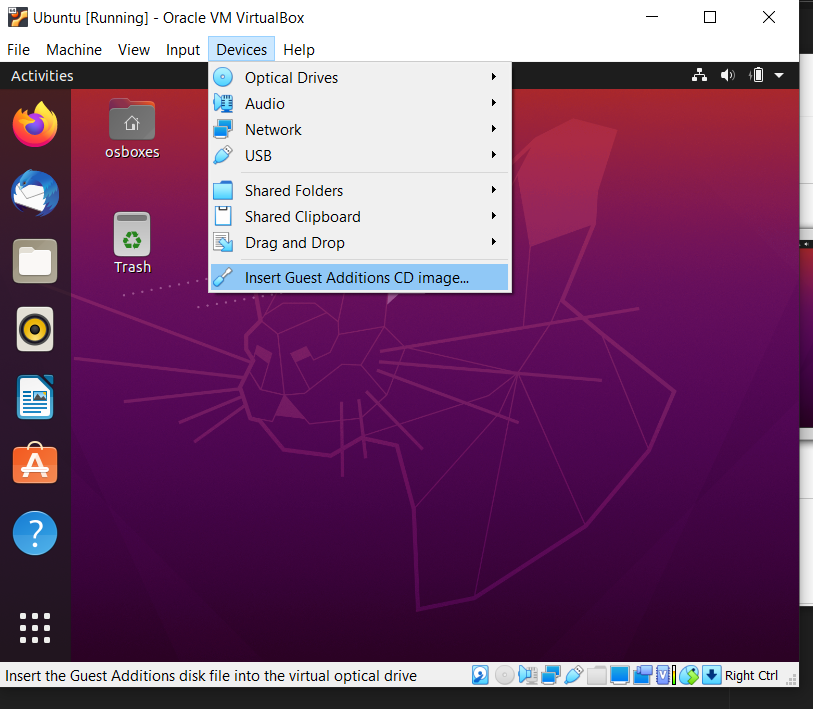 Ubuntu [Running] - Oracle VM VirtualBox
File Machine View Input Devices Help
Activities
Optical Drives
Audio
Network
USB
Shared Folders
Shared Clipboard
Drag and Drop
Insert Guest Additions CD image...
osboxes
Trash
Insert the Guest Additions disk file into the virtual optical drive
Right Ctrl